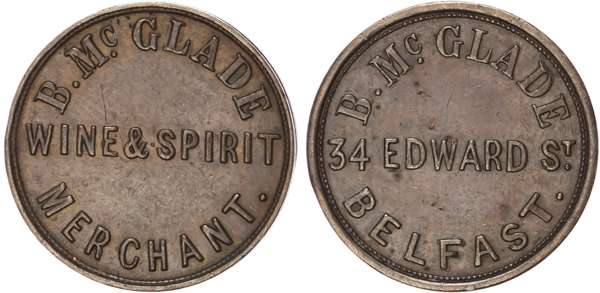 B. Mc GLADE
WINE & SPIRIT
MERCHANT.
B. Mc GLADE
34 EDWARD ST
BELFAST.